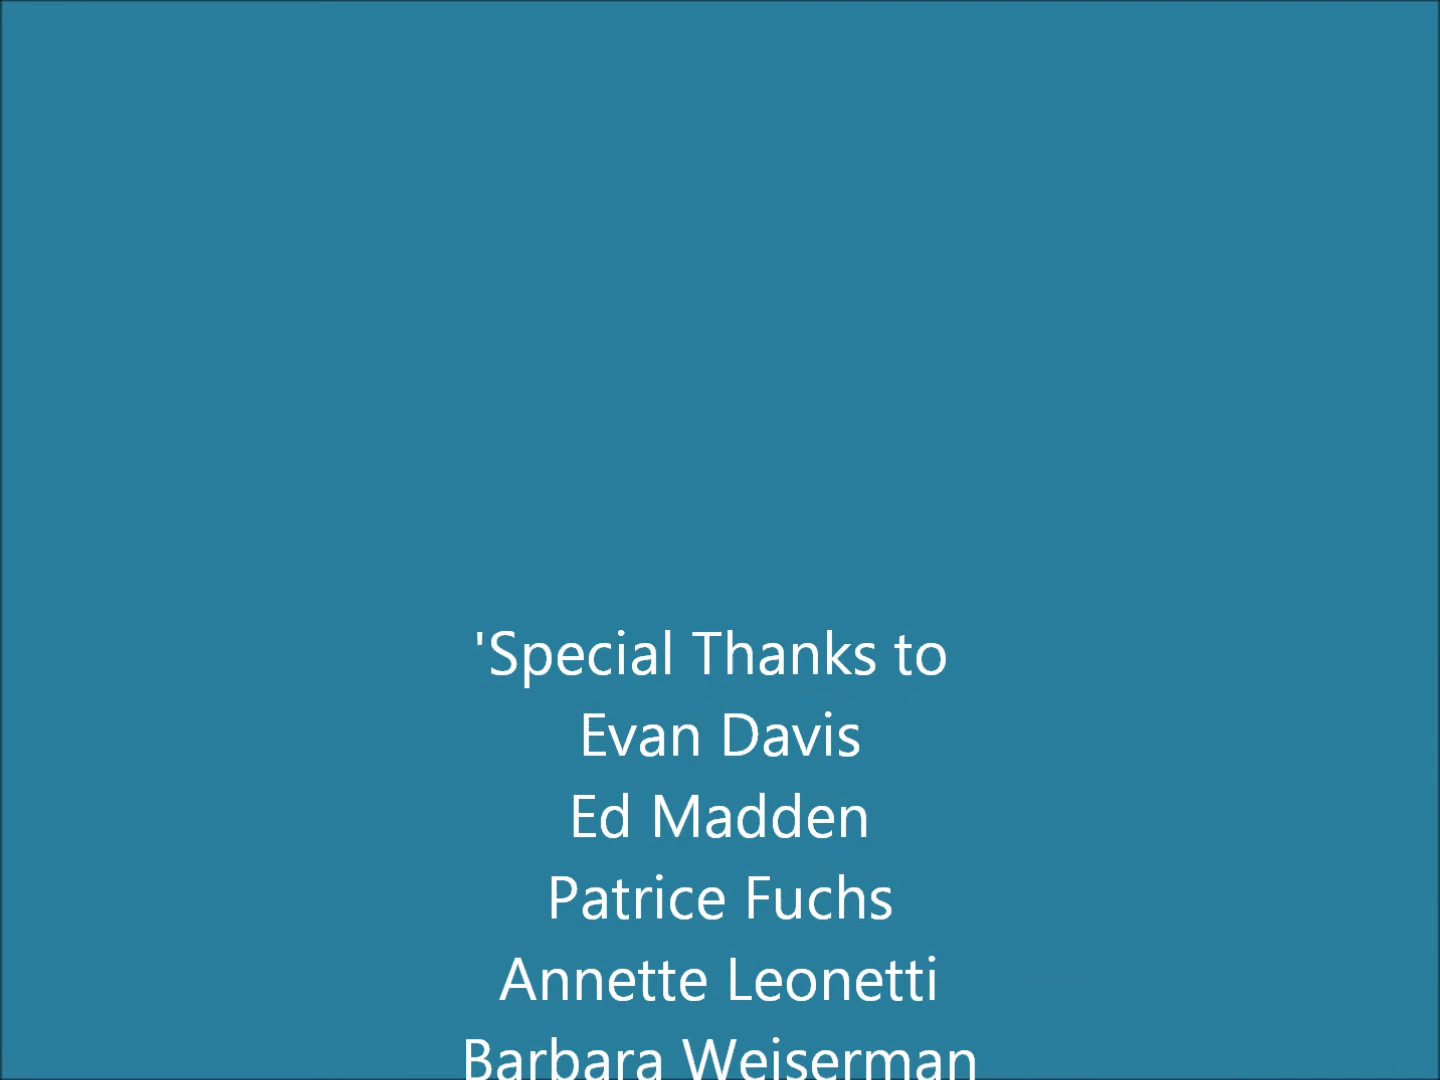 'Special Thanks to
Evan Davis
Ed Madden
Patrice Fuchs
Annette Leonetti
Barbara Weiserman